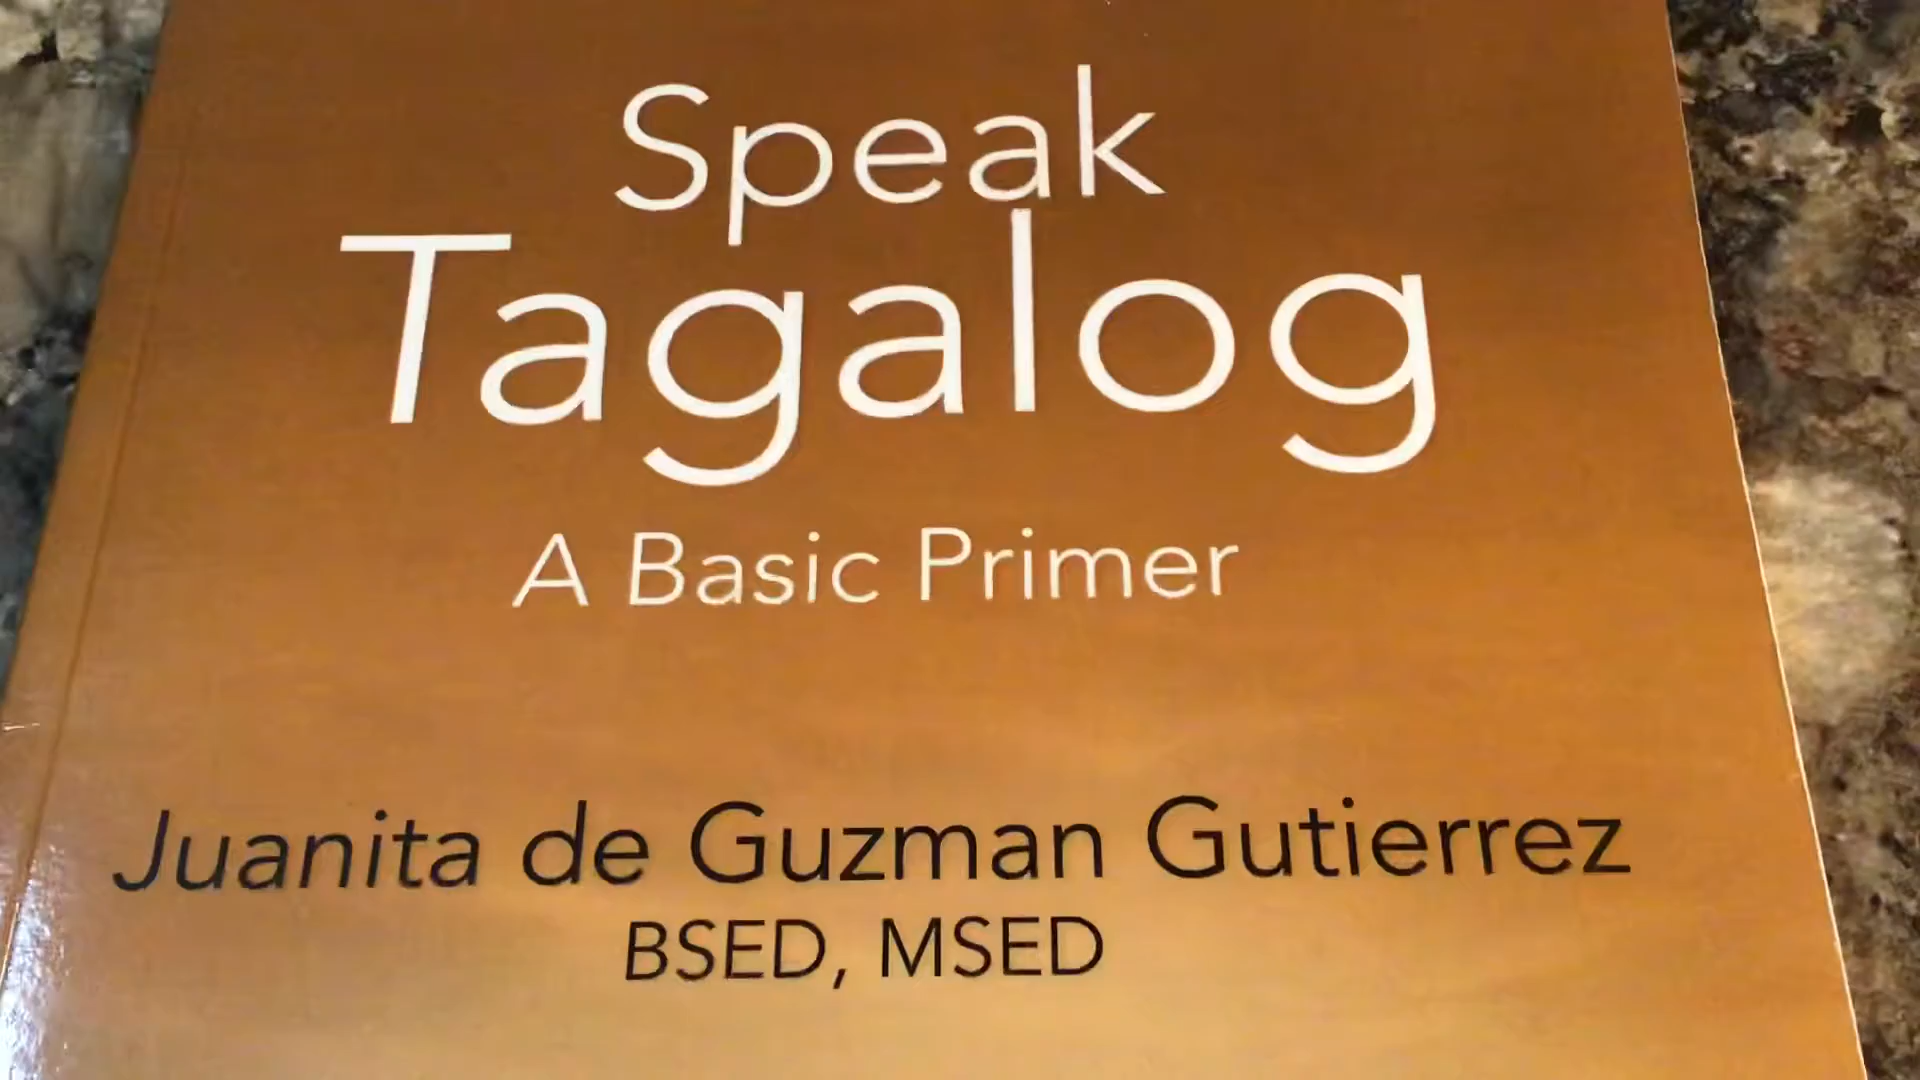 Speak
Tagalog
A Basic Primer
Juanita de Guzman Gutierrez
BSED, MSED